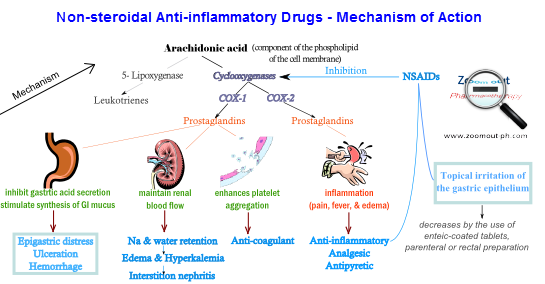 Non-steroidal Anti-inflammatory Drugs - Mechanism of Action
Arachidonic acid (component of the phospholipid
of the cell membrane)
Mechanism
5- Lipoxygenase
Cyclooxygenases
Inhibition
NSAIDs
Zoom out
Pharmacotherapy
www.zoomout-ph.com
Leukotrienes
COX-1
COX-2
Prostaglandins
Prostaglandins
inhibit gastric acid secretion
stimulate synthesis of GI mucus
maintain renal
blood flow
enhances platelet
aggregation
inflammation
(pain, fever, & edema)
Topical irritation of
the gastric epithelium
Epigastric distress
Ulceration
Hemorrhage
Na & water retention
Edema & Hyperkalemia
Interstition nephritis
Anti-coagulant
Anti-inflammatory
Analgesic
Antipyretic
decreases by the use of
enteic-coated tablets,
parenteral or rectal preparation